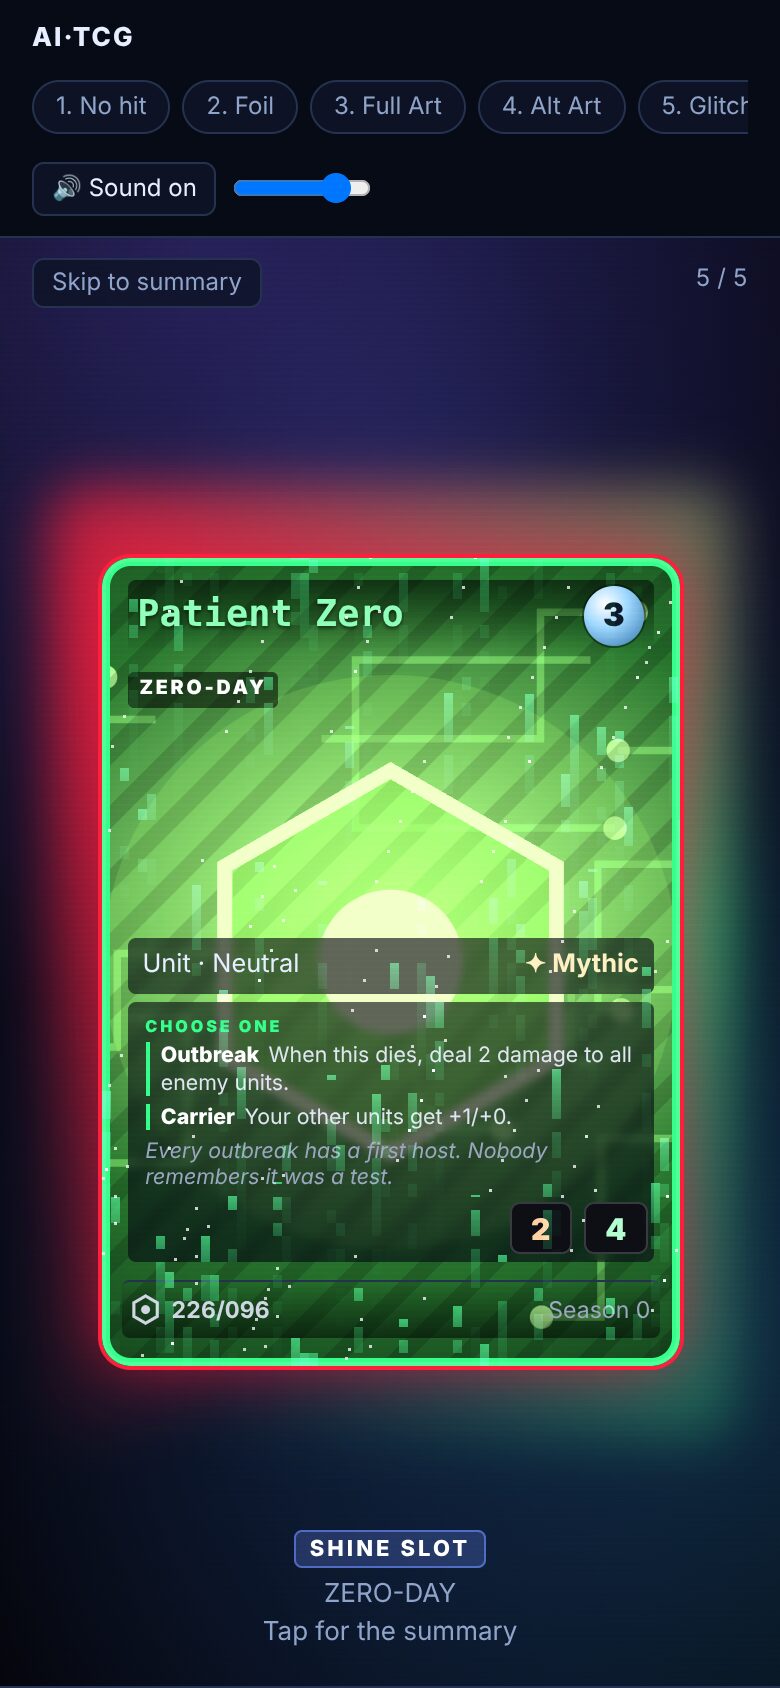 AI·TCG
1. No hit 2. Foil 3. Full Art 4. Alt Art 5. Glitch
🔊 Sound on
Skip to summary 5 / 5
Patient Zero 3
ZERO-DAY
Unit · Neutral ✦ Mythic
CHOOSE ONE
Outbreak When this dies, deal 2 damage to all
enemy units.
Carrier Your other units get +1/+0.
Every outbreak has a first host. Nobody
remembers it was a test.
2 4
226/096 Season 0
SHINE SLOT
ZERO-DAY
Tap for the summary